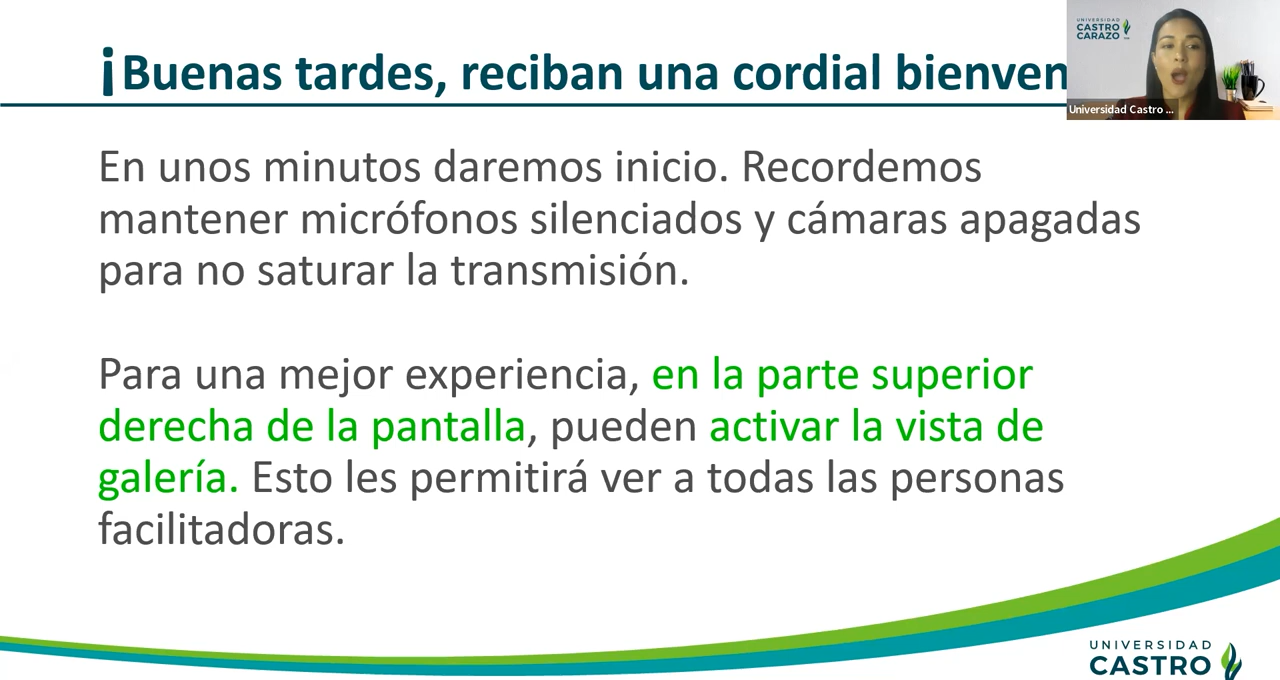 ¡Buenas tardes, reciban una cordial bienven
UNIVERSIDAD
CASTRO
CARAZO
Universidad Castro ...
En unos minutos daremos inicio. Recordemos
mantener micrófonos silenciados y cámaras apagadas
para no saturar la transmisión.
Para una mejor experiencia, en la parte superior
derecha de la pantalla, pueden activar la vista de
galería. Esto les permitirá ver a todas las personas
facilitadoras.
UNIVERSIDAD
CASTRO